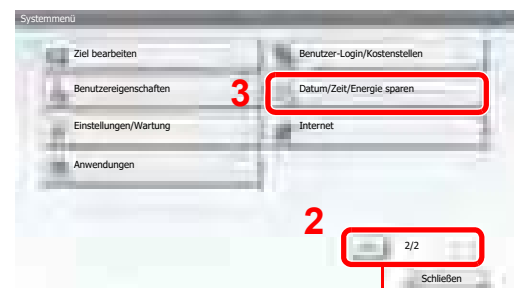 Systemmenü
Ziel bearbeiten
Benutzer-Login/Kostenstellen
Benutzereigenschaften
3
Datum/Zeit/Energie sparen
Einstellungen/Wartung
Internet
Anwendungen
2
2/2
Schließen